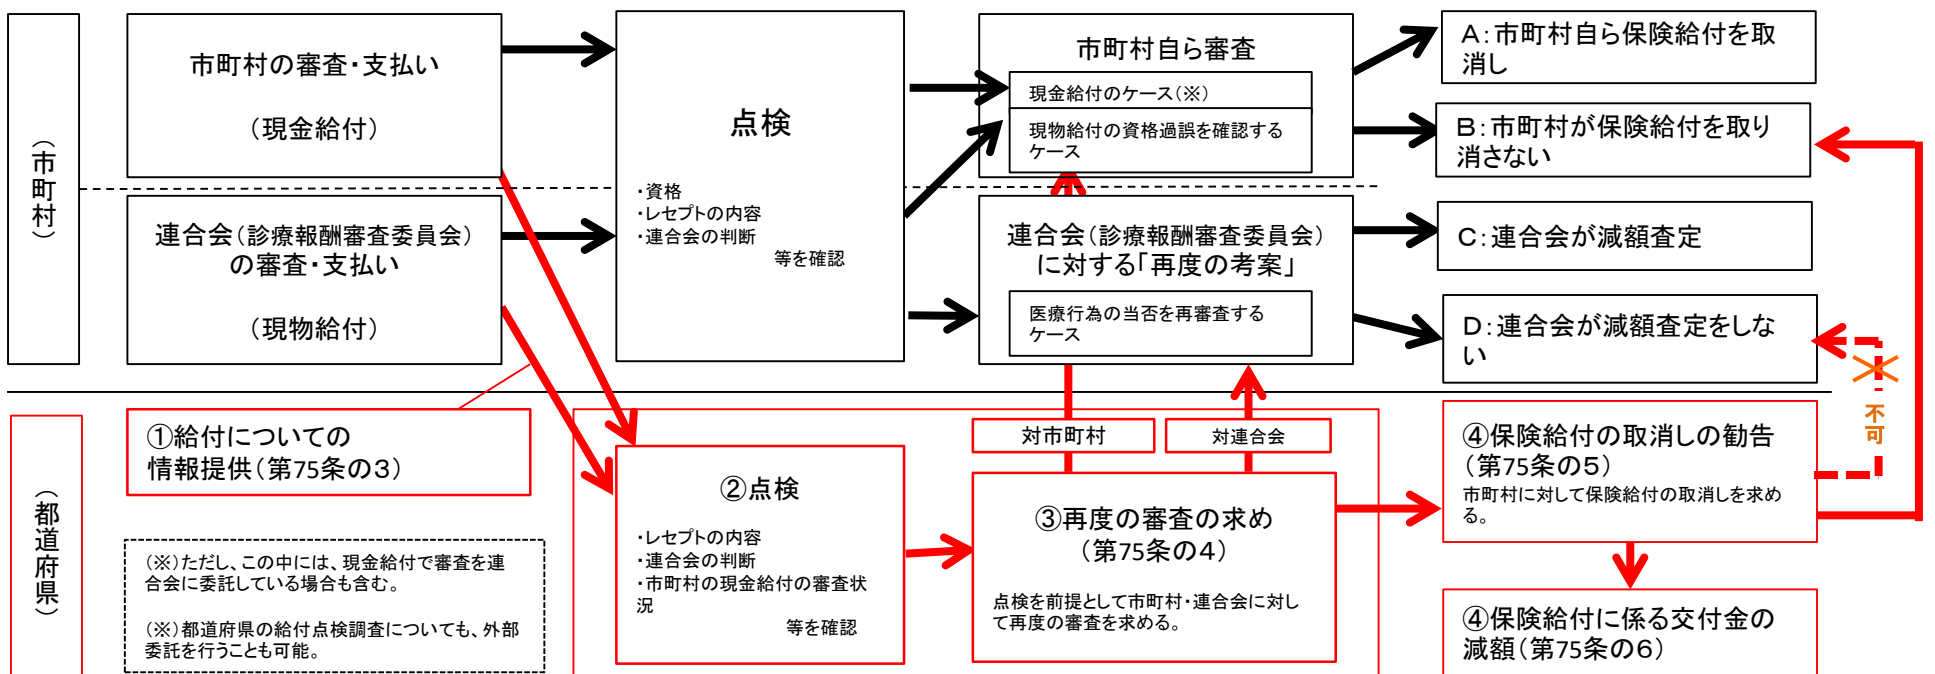 （市町村）
市町村の審査・支払い
（現金給付）
連合会（診療報酬審査委員会）
の審査・支払い
（現物給付）
点検
・資格
・レセプトの内容
・連合会の判断
等を確認
市町村自ら審査
現金給付のケース（※）
現物給付の資格過誤を確認する
ケース
連合会（診療報酬審査委員会）
に対する「再度の考案」
医療行為の当否を再審査する
ケース
A：市町村自ら保険給付を取
消し
B：市町村が保険給付を取り
消さない
C：連合会が減額査定
D：連合会が減額査定をしな
い
不可
（都道府県）
①給付についての
情報提供（第75条の３）
（※）ただし、この中には、現金給付で審査を連
合会に委託している場合も含む。
（※）都道府県の給付点検調査についても、外部
委託を行うことも可能。
②点検
・レセプトの内容
・連合会の判断
・市町村の現金給付の審査状
況
等を確認
対市町村
対連合会
③再度の審査の求め
（第75条の４）
点検を前提として市町村・連合会に対し
て再度の審査を求める。
④保険給付の取消しの勧告
（第75条の５）
市町村に対して保険給付の取消しを求め
る。
④保険給付に係る交付金の
減額（第75条の６）